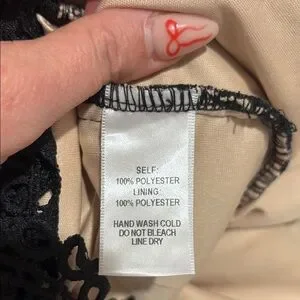 SELF:
100% POLYESTER
LINING:
100% POLYESTER
HAND WASH COLD
DO NOT BLEACH
LINE DRY